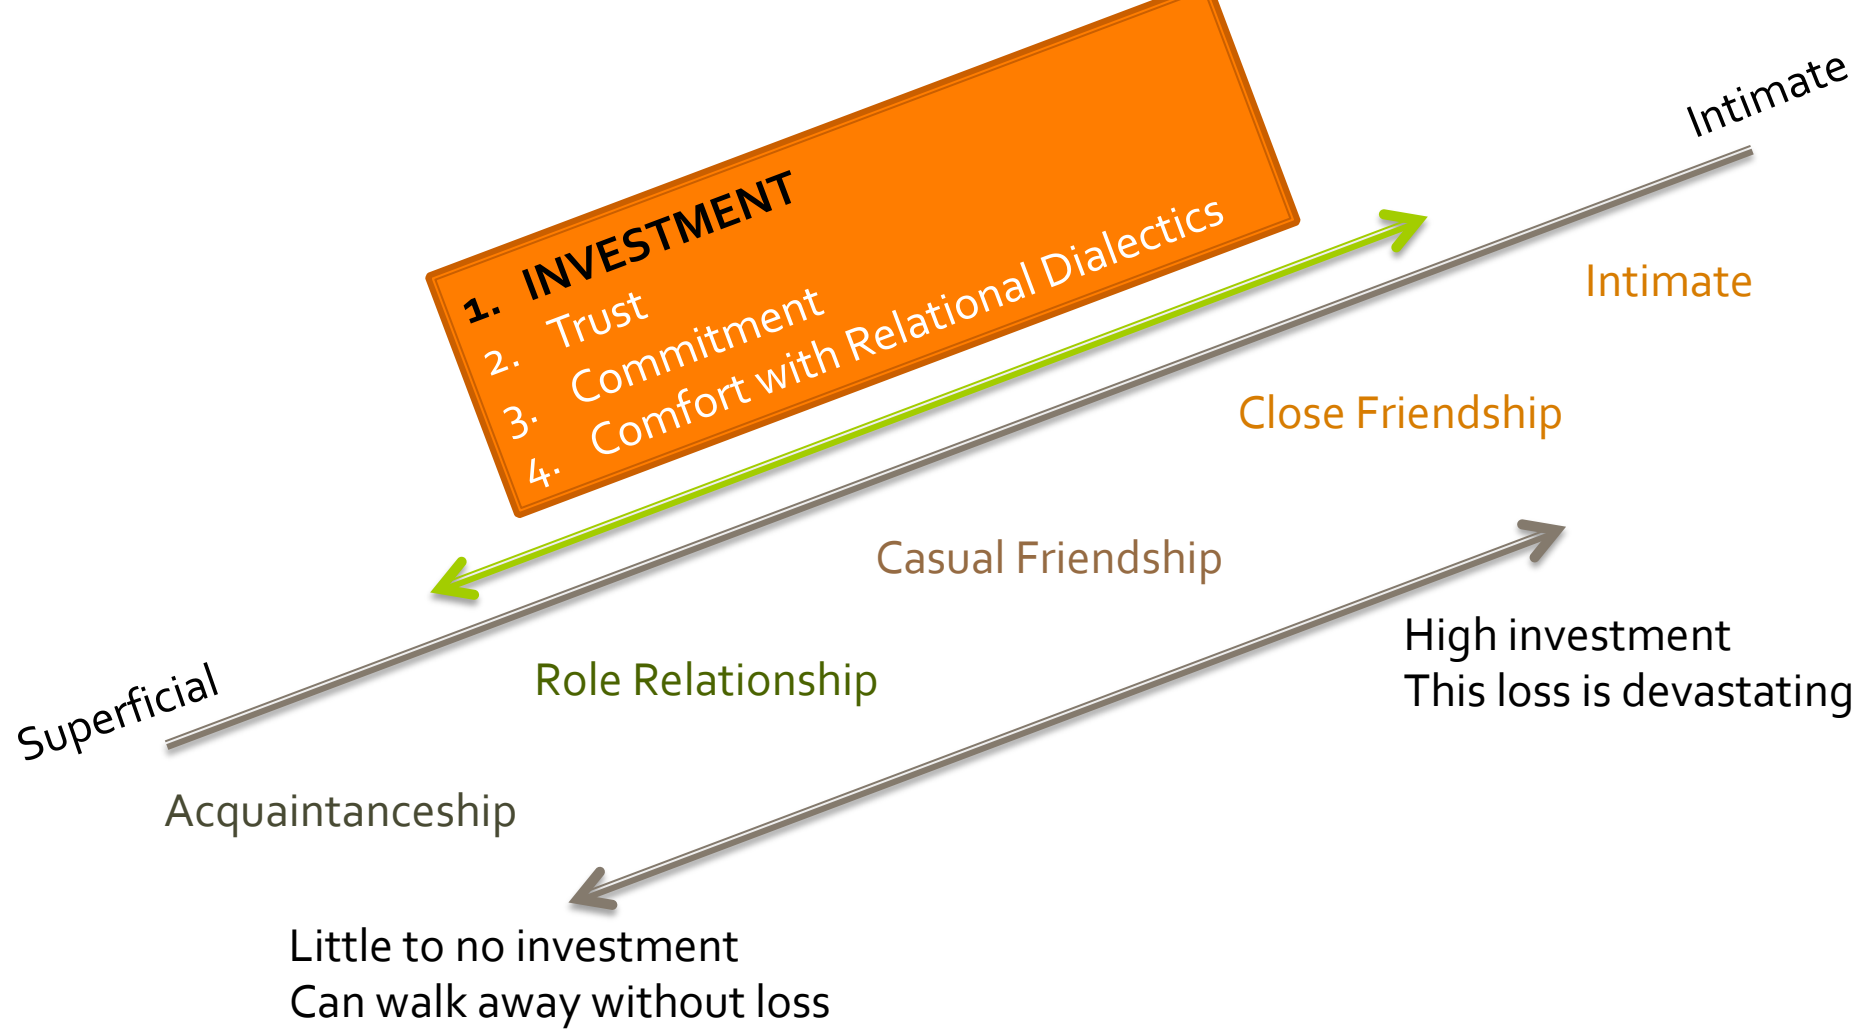 Intimate
1. INVESTMENT
2. Trust
3. Commitment
4. Comfort with Relational Dialectics
Intimate
Close Friendship
Casual Friendship
High investment
This loss is devastating
Role Relationship
Superficial
Acquaintanceship
Little to no investment
Can walk away without loss